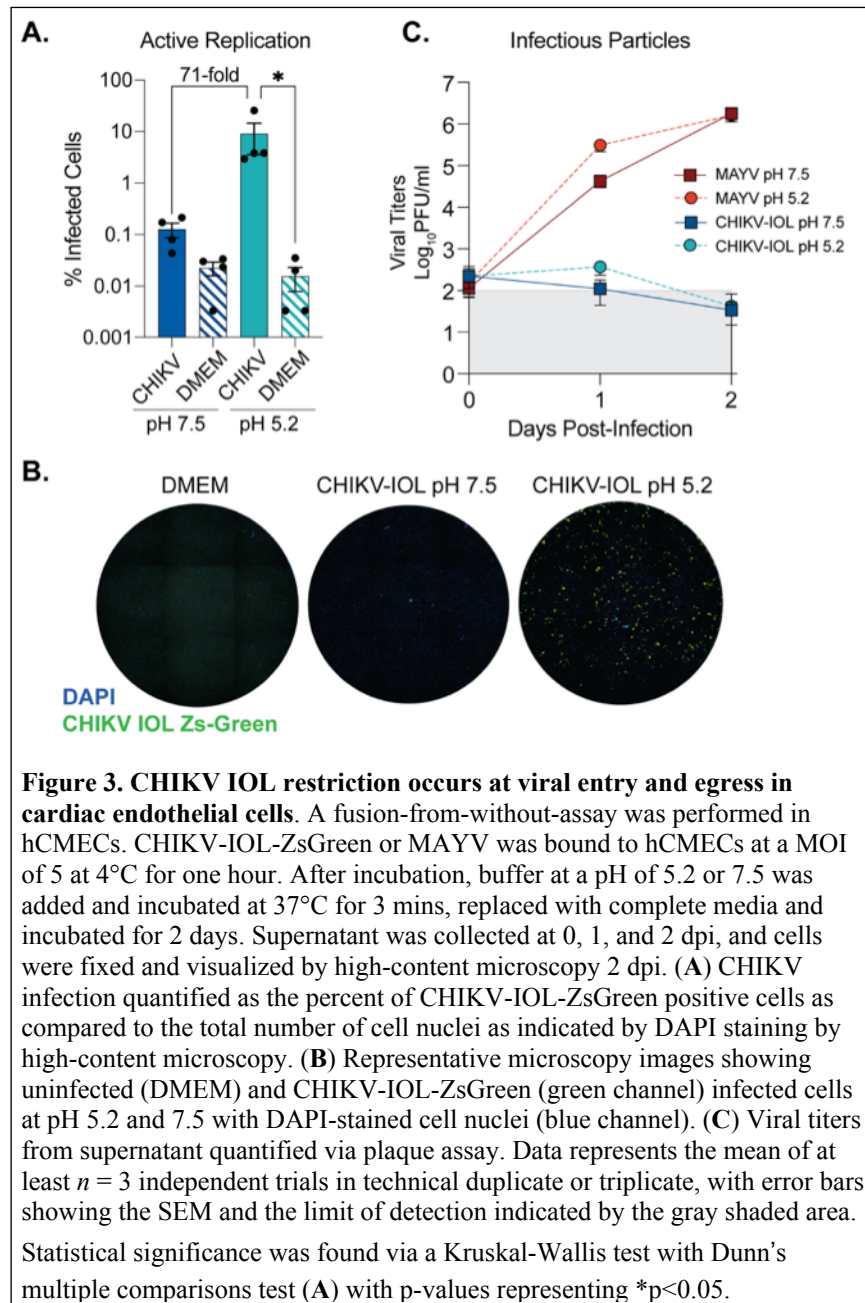 A.
Active Replication
71-fold
*
100
10
1
0.1
0.01
0.001
% Infected Cells
CHIKV
DMEM
CHIKV
DMEM
pH 7.5
pH 5.2
C.
Infectious Particles
7
6
5
4
3
2
1
0
Viral Titers
Log10PFU/ml
MAYV pH 7.5
MAYV pH 5.2
CHIKV-IOL pH 7.5
CHIKV-IOL pH 5.2
0
1
2
Days Post-Infection
B.
DMEM
CHIKV-IOL pH 7.5
CHIKV-IOL pH 5.2
DAPI
CHIKV IOL Zs-Green
Figure 3. CHIKV IOL restriction occurs at viral entry and egress in
cardiac endothelial cells. A fusion-from-without-assay was performed in
hCMECs. CHIKV-IOL-ZsGreen or MAYV was bound to hCMECs at a MOI
of 5 at 4°C for one hour. After incubation, buffer at a pH of 5.2 or 7.5 was
added and incubated at 37°C for 3 mins, replaced with complete media and
incubated for 2 days. Supernatant was collected at 0, 1, and 2 dpi, and cells
were fixed and visualized by high-content microscopy 2 dpi. (A) CHIKV
infection quantified as the percent of CHIKV-IOL-ZsGreen positive cells as
compared to the total number of cell nuclei as indicated by DAPI staining by
high-content microscopy. (B) Representative microscopy images showing
uninfected (DMEM) and CHIKV-IOL-ZsGreen (green channel) infected cells
at pH 5.2 and 7.5 with DAPI-stained cell nuclei (blue channel). (C) Viral titers
from supernatant quantified via plaque assay. Data represents the mean of at
least n = 3 independent trials in technical duplicate or triplicate, with error bars
showing the SEM and the limit of detection indicated by the gray shaded area.
Statistical significance was found via a Kruskal-Wallis test with Dunn's
multiple comparisons test (A) with p-values representing *p<0.05.